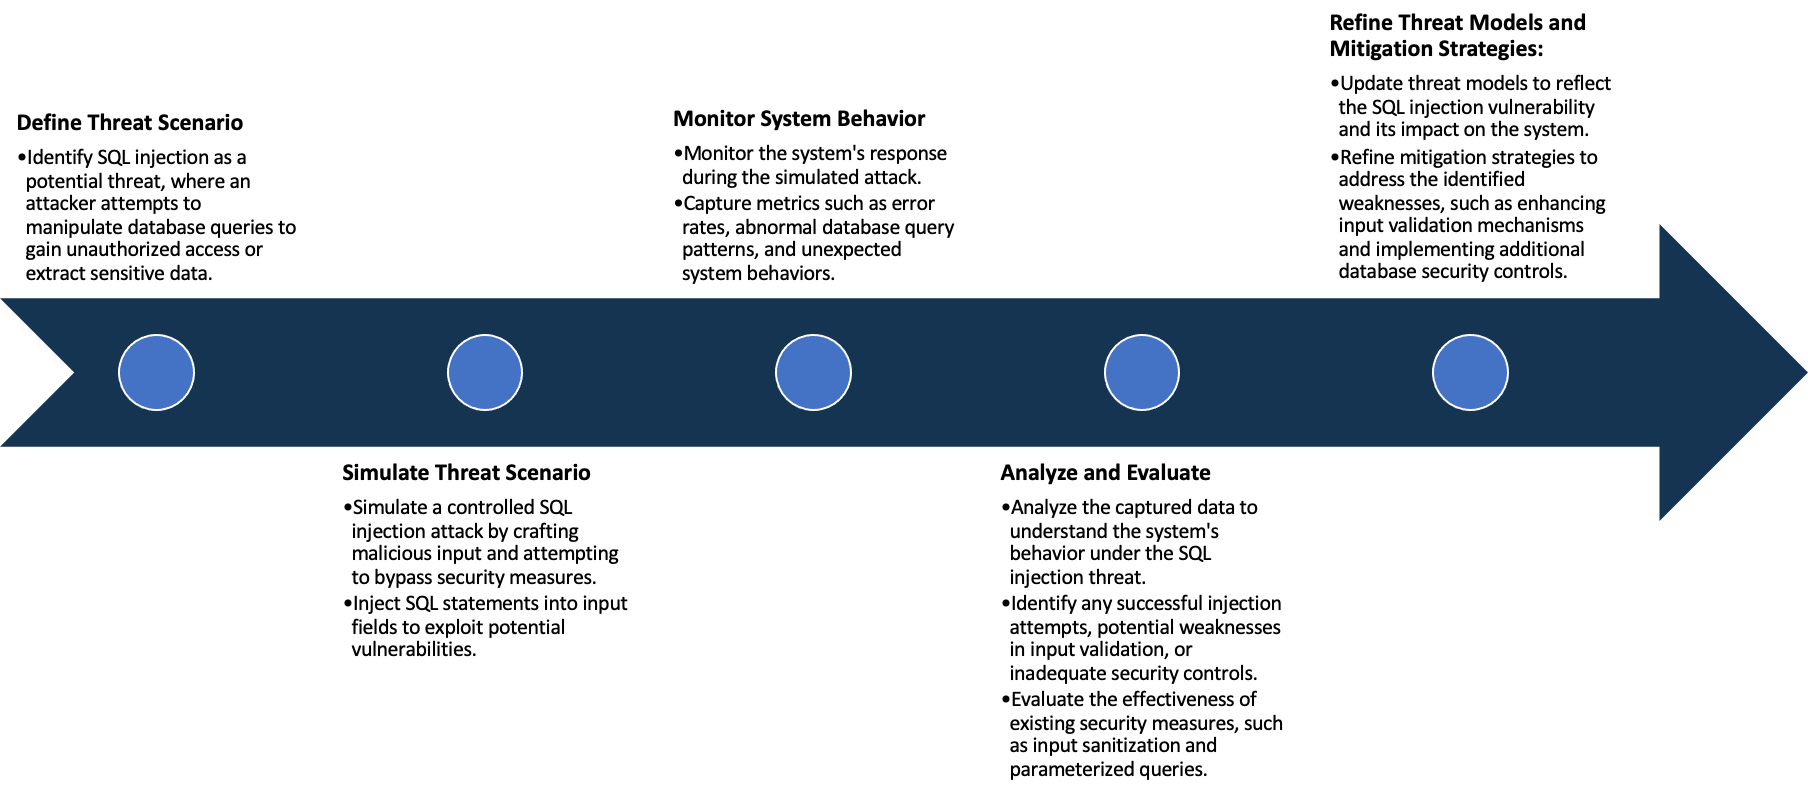 Define Threat Scenario
•Identify SQL injection as a
potential threat, where an
attacker attempts to
manipulate database queries to
gain unauthorized access or
extract sensitive data.
Simulate Threat Scenario
•Simulate a controlled SQL
injection attack by crafting
malicious input and attempting
to bypass security measures.
•Inject SQL statements into input
fields to exploit potential
vulnerabilities.
Monitor System Behavior
•Monitor the system's response
during the simulated attack.
•Capture metrics such as error
rates, abnormal database query
patterns, and unexpected
system behaviors.
Analyze and Evaluate
•Analyze the captured data to
understand the system's
behavior under the SQL
injection threat.
•Identify any successful injection
attempts, potential weaknesses
in input validation, or
inadequate security controls.
•Evaluate the effectiveness of
existing security measures, such
as input sanitization and
parameterized queries.
Refine Threat Models and
Mitigation Strategies:
•Update threat models to reflect
the SQL injection vulnerability
and its impact on the system.
•Refine mitigation strategies to
address the identified
weaknesses, such as enhancing
input validation mechanisms
and implementing additional
database security controls.